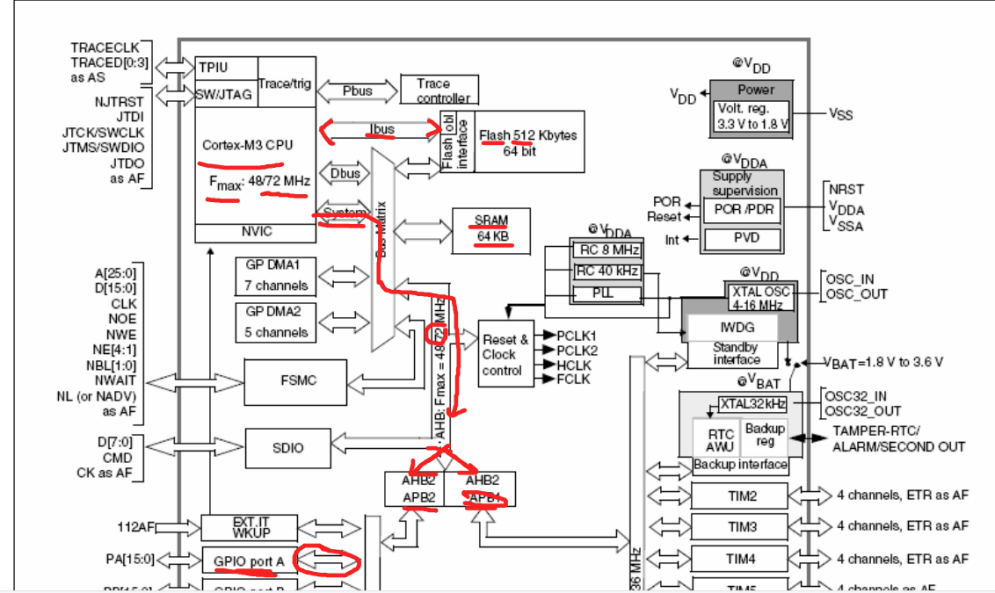 TRACECLK
TRACED[0:3]
as AS
NJTRST
JTDI
JTCK/SWCLK
JTMS/SWDIO
JTDO
as AF
TPIU
SW/JTAG
Trace/trig
Cortex-M3 CPU
Fmax: 48/72 MHz
NVIC
Pbus
Trace
controller
Ibus
Flash obl
interface
Flash 512 Kbytes
64 bit
Dbus
System
Bus Matrix
SRAM
64 KB
GP DMA1
7 channels
GP DMA2
5 channels
A[25:0]
D[15:0]
CLK
NOE
NWE
NE[4:1]
NBL[1:0]
NWAIT
NL (or NADV)
as AF
FSMC
D[7:0]
CMD
CK as AF
SDIO
AHB: Fmax = 48/72 MHz
@VDD
VDD
Power
Volt. reg.
3.3 V to 1.8 V
VSS
@VDDA
Supply
supervision
POR /PDR
PVD
POR
Reset
Int
NRST
VDDA
VSSA
@VDDA
RC 8 MHz
RC 40 kHz
PLL
@VDD
XTAL OSC
4-16 MHz
OSC_IN
OSC_OUT
IWDG
Standby
interface
Reset &
Clock
control
PCLK1
PCLK2
HCLK
FCLK
VBAT=1.8 V to 3.6 V
@VBAT
XTAL32kHz
OSC32_IN
OSC32_OUT
RTC
AWU
Backup
reg
Backup interface
TAMPER-RTC/
ALARM/SECOND OUT
AHB2
APB2
AHB2
APB1
112AF
EXT.IT
WKUP
PA[15:0]
GPIO port A
PB[15:0]
GPIO port B
36 MHz
TIM2
4 channels, ETR as AF
TIM3
4 channels, ETR as AF
TIM4
4 channels, ETR as AF
TIM5
4 channels as AF